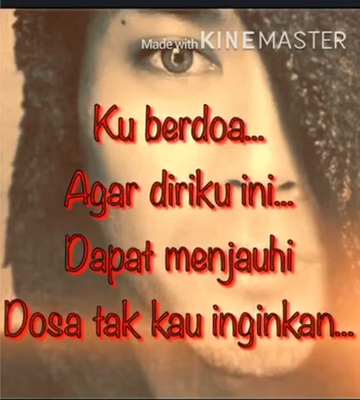 Made with KINEMASTER
Ku berdoa...
Agar diriku ini...
Dapat menjauhi
Dosa tak kau inginkan...